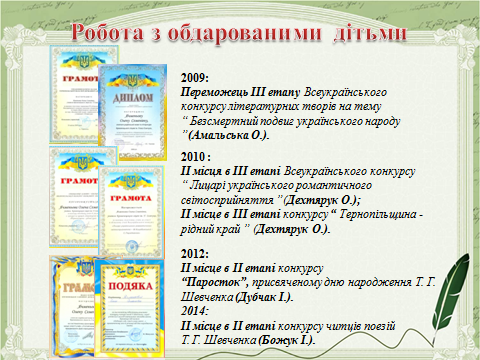 Робота з обдарованими дітьми
ГРАМОТА
ДИПЛОМ
ГРАМОТА
ГРАМОТА
ГРАМОТА
ПОДЯКА
2009:
Переможець ІІІ етапу Всеукраїнського
конкурсу літературних творів на тему
“ Безсмертний подвиг українського народу
”(Амальська О.).
2010 :
ІІ місця в ІІІ етапі Всеукраїнського конкурсу
“ Лицарі українського романтичного
світосприйняття ”(Дехтярук О.);
ІІ місце в ІІІ етапі конкурсу “ Тернопільщина -
рідний край ” (Дехтярук О.).
2012:
ІІ місце в ІІ етапі конкурсу
“Паросток”, присвяченому дню народження Т. Г.
Шевченка (Дубчак І.).
2014:
ІІ місце в ІІ етапі конкурсу читців поезій
Т. Г. Шевченка (Божук І.).